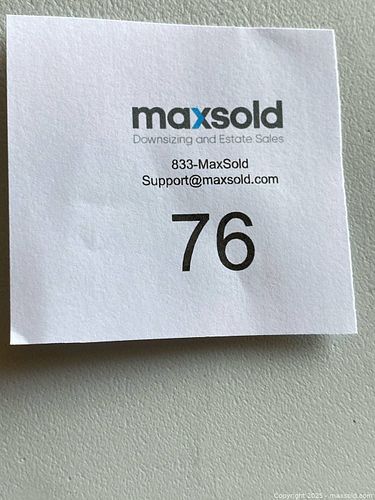 maxsold
Downsizing and Estate Sales
833-MaxSold
Support@maxsold.com
76
Copyright 2025 - maxsold.com